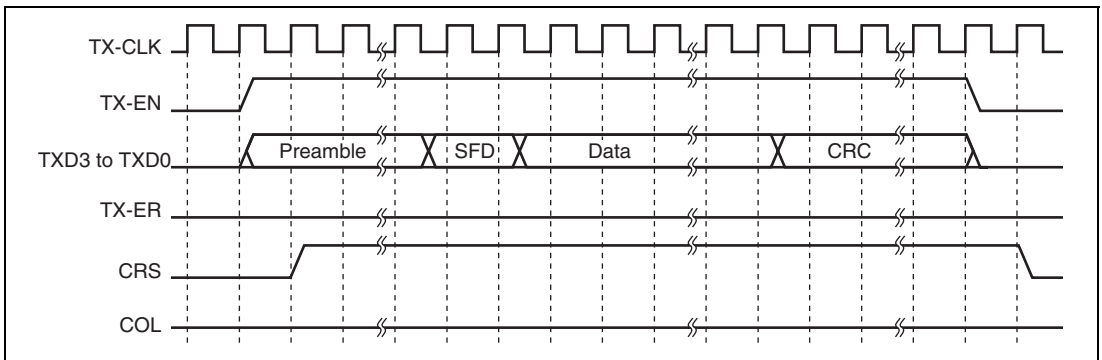 TX-CLK
TX-EN
TXD3 to TXD0
Preamble SFD Data CRC
TX-ER
CRS
COL